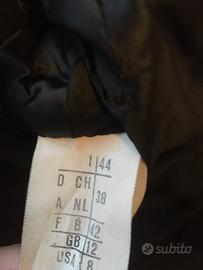 I 44
D CH
A NL 38
F B 42
GB 12
USA 8
subito